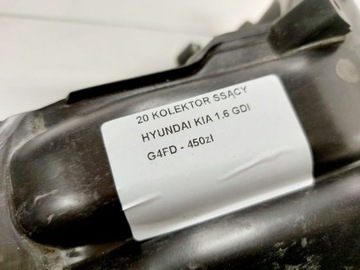 20 KOLEKTOR SSĄCY
HYUNDAI KIA 1.6 GDI
G4FD - 450zł